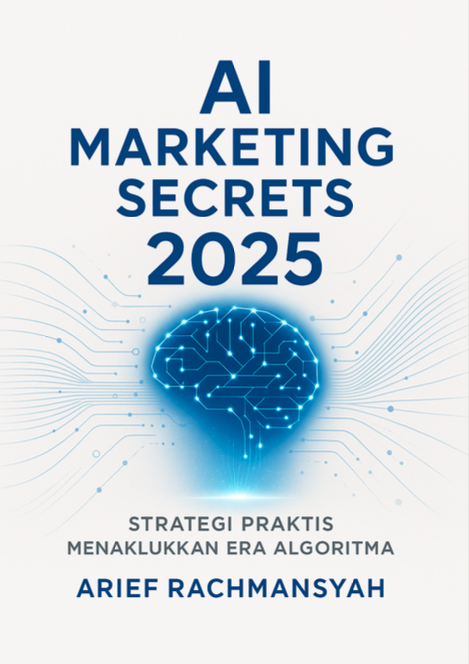 AI
MARKETING
SECRETS
2025
STRATEGI PRAKTIS
MENAKLUKKAN ERA ALGORITMA
ARIEF RACHMANSYAH